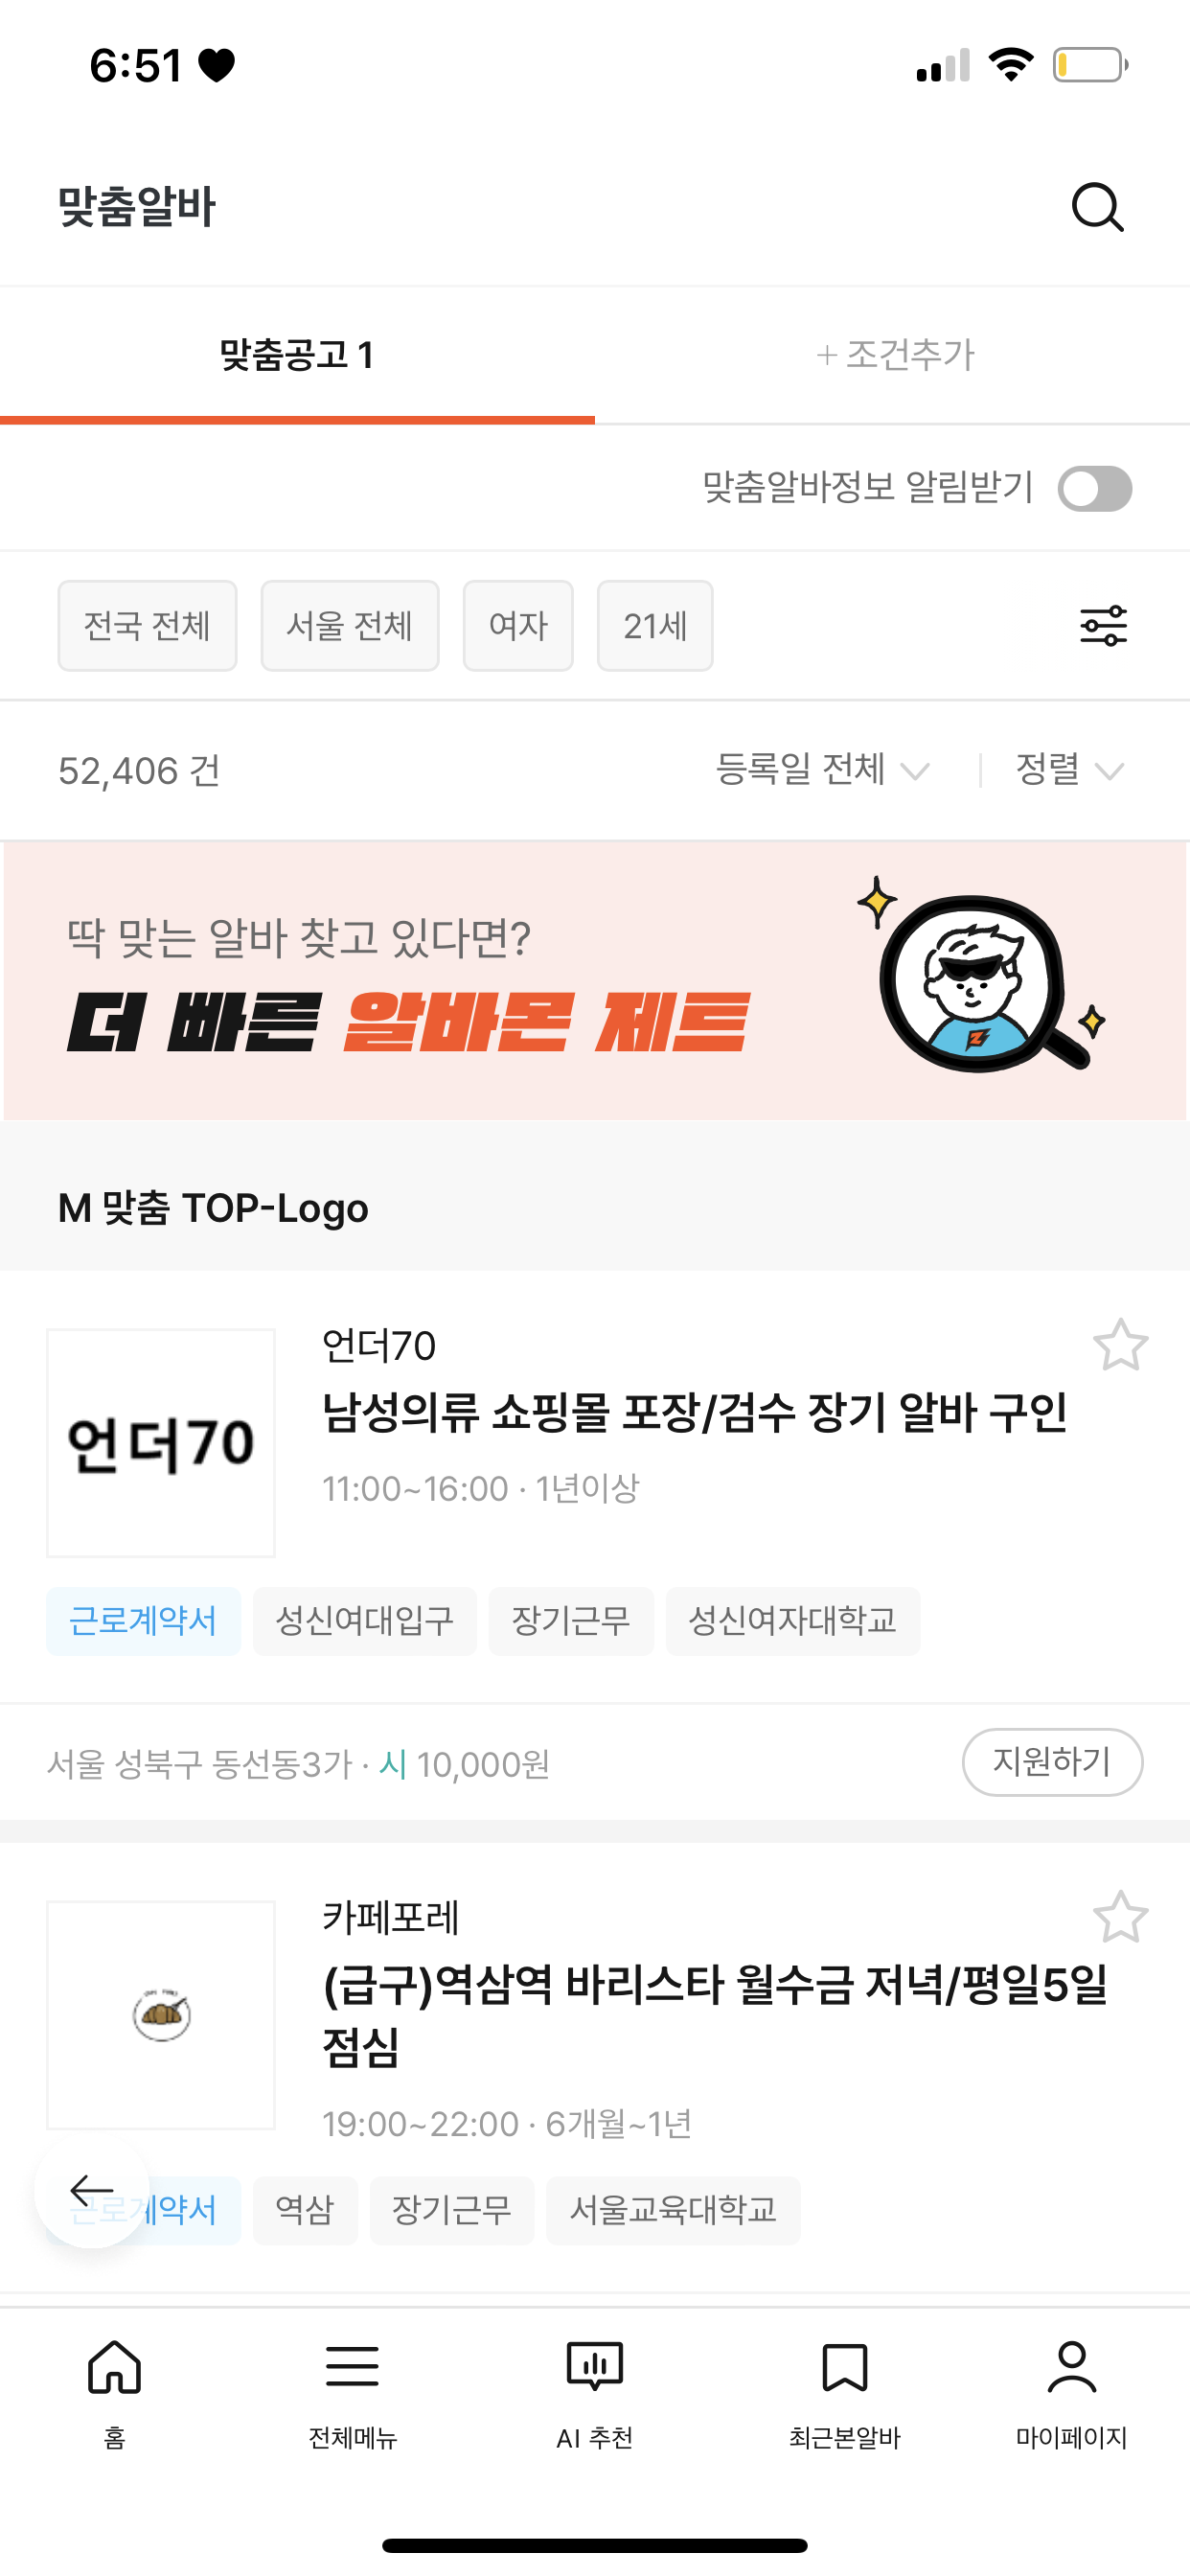 6:51
맞춤알바
맞춤공고 1
+ 조건추가
맞춤알바정보 알림받기
전국 전체 서울 전체 여자 21세
52,406 건
등록일 전체 정렬
딱 맞는 알바 찾고 있다면?
더 빠른 알바몬 제트
M 맞춤 TOP-Logo
언더70
언더70
남성의류 쇼핑몰 포장/검수 장기 알바 구인
11:00~16:00 · 1년이상
근로계약서 성신여대입구 장기근무 성신여자대학교
서울 성북구 동선동3가 · 시 10,000원
지원하기
카페포레
(급구)역삼역 바리스타 월수금 저녁/평일5일
점심
19:00~22:00 · 6개월~1년
근로계약서 역삼 장기근무 서울교육대학교
홈 전체메뉴 AI 추천 최근본알바 마이페이지